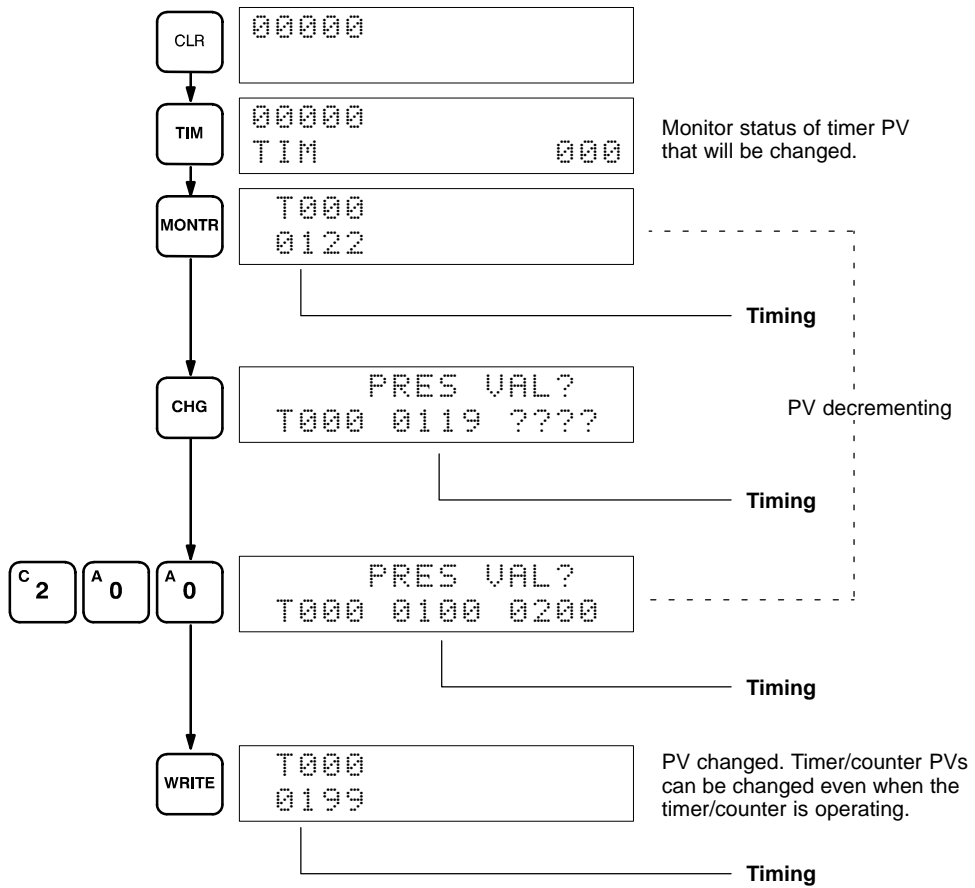 CLR
00000
TIM
00000
TIM 000
Monitor status of timer PV
that will be changed.
MONTR
T000
0122
Timing
CHG
PRES VAL?
T000 0119 ????
PV decrementing
Timing
C 2 A 0 A 0
PRES VAL?
T000 0100 0200
Timing
WRITE
T000
0199
PV changed. Timer/counter PVs
can be changed even when the
timer/counter is operating.
Timing